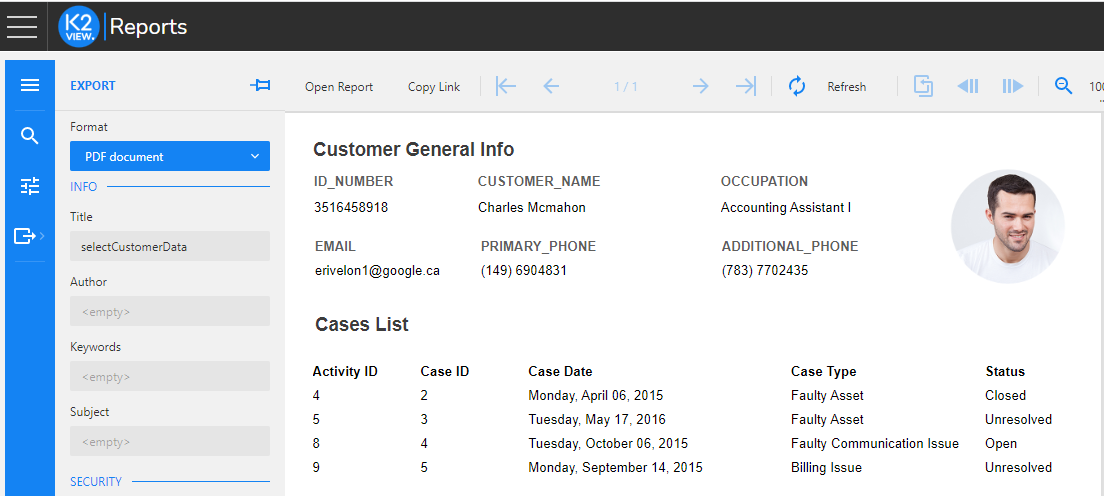 K2
VIEW.
Reports
EXPORT
Format
PDF document
INFO
Title
selectCustomerData
Author
<empty>
Keywords
<empty>
Subject
<empty>
SECURITY
Open Report Copy Link 1 / 1 Refresh 100
Customer General Info
ID_NUMBER CUSTOMER_NAME OCCUPATION
3516458918 Charles Mcmahon Accounting Assistant I
EMAIL PRIMARY_PHONE ADDITIONAL_PHONE
erivelon1@google.ca (149) 6904831 (783) 7702435
Cases List
Activity ID Case ID Case Date Case Type Status
4 2 Monday, April 06, 2015 Faulty Asset Closed
5 3 Tuesday, May 17, 2016 Faulty Asset Unresolved
8 4 Tuesday, October 06, 2015 Faulty Communication Issue Open
9 5 Monday, September 14, 2015 Billing Issue Unresolved